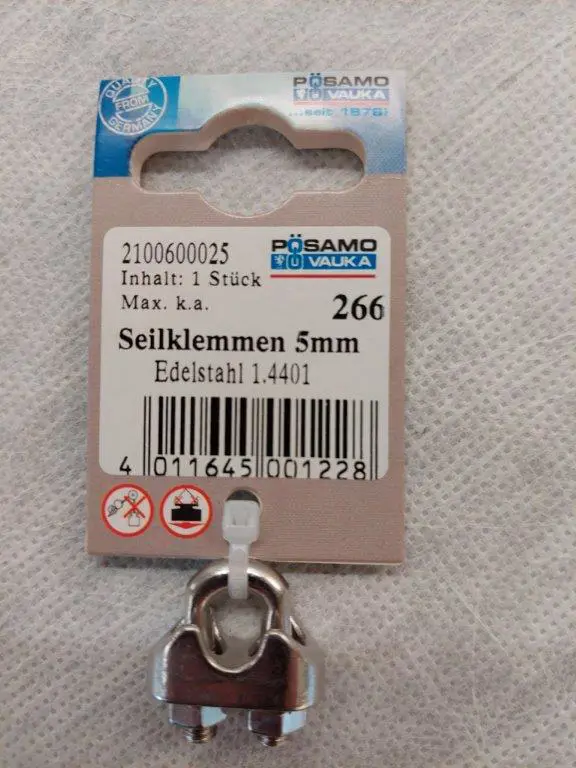 QUALITY
FROM
GERMANY
PÖSAMO
VAUKA
...seit 1878!
2100600025
PÖSAMO
VAUKA
Inhalt: 1 Stück
Max. k.a.
266
Seilklemmen 5mm
Edelstahl 1.4401
4 011645 001228